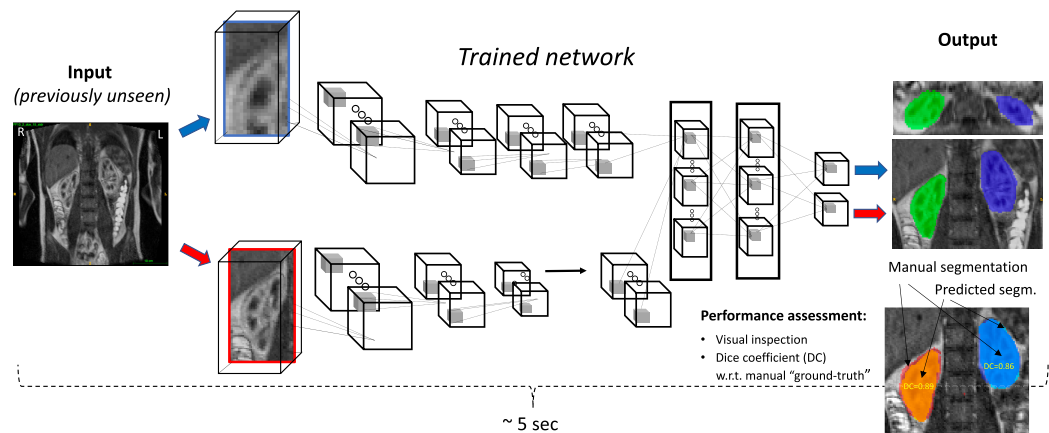 Input
(previously unseen)
R
L
Trained network
Output
Manual segmentation
Predicted segm.
Performance assessment:
• Visual inspection
• Dice coefficient (DC)
w.r.t. manual “ground-truth”
DC=0.89
DC=0.86
~ 5 sec